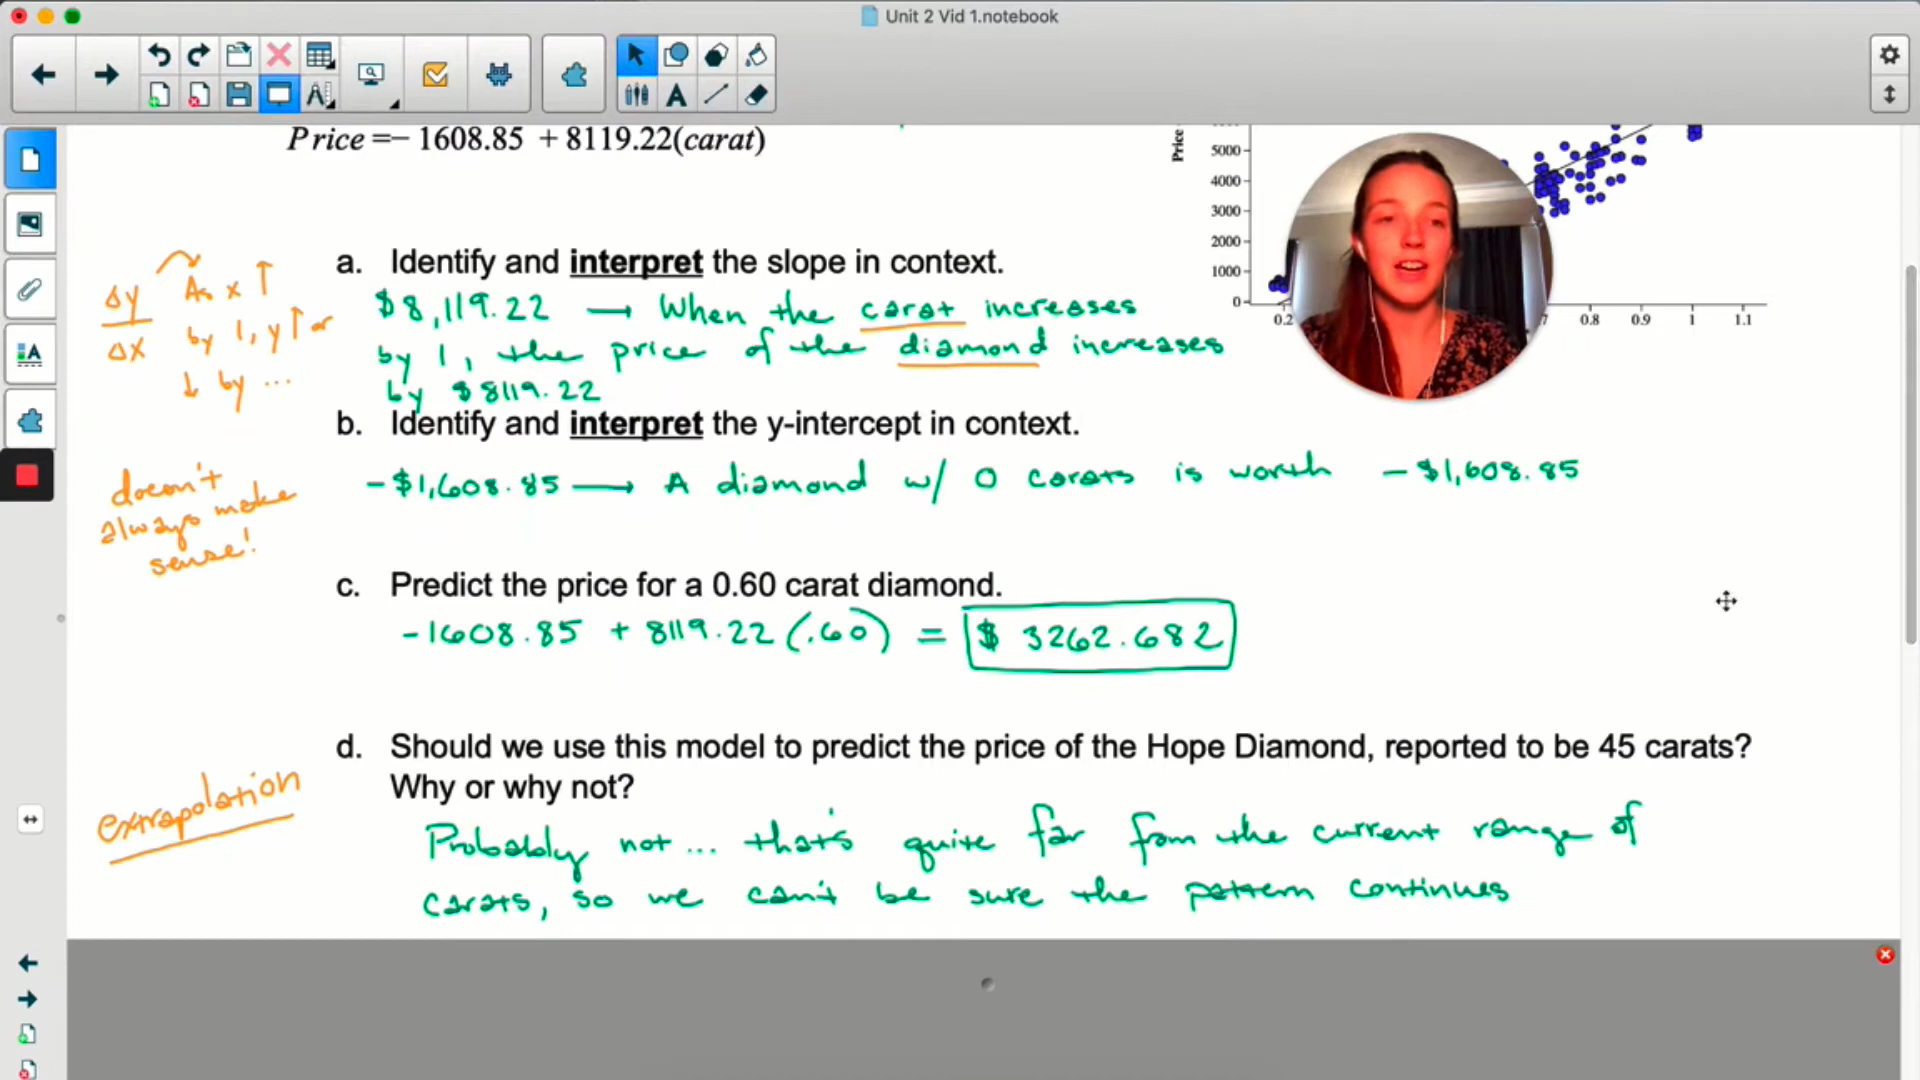 Unit 2 Vid 1.notebook
Price =− 1608.85 + 8119.22(carat)
Price
5000
4000
3000
2000
1000
0
0.2
0.8 0.9 1 1.1
Δy
Δx
As x ↑
by 1, y ↑ or
↓ by ...
a. Identify and interpret the slope in context.
$8,119.22 → When the carat increases
by 1, the price of the diamond increases
by $8119.22
b. Identify and interpret the y-intercept in context.
-$1,608.85 → A diamond w/ 0 carats is worth -$1,608.85
doesn't
always make
sense!
c. Predict the price for a 0.60 carat diamond.
-1608.85 + 8119.22 (.60) = $ 3262.682
d. Should we use this model to predict the price of the Hope Diamond, reported to be 45 carats?
Why or why not?
extrapolation
Probably not ... that's quite far from the current range of
carats, so we can't be sure the pattern continues